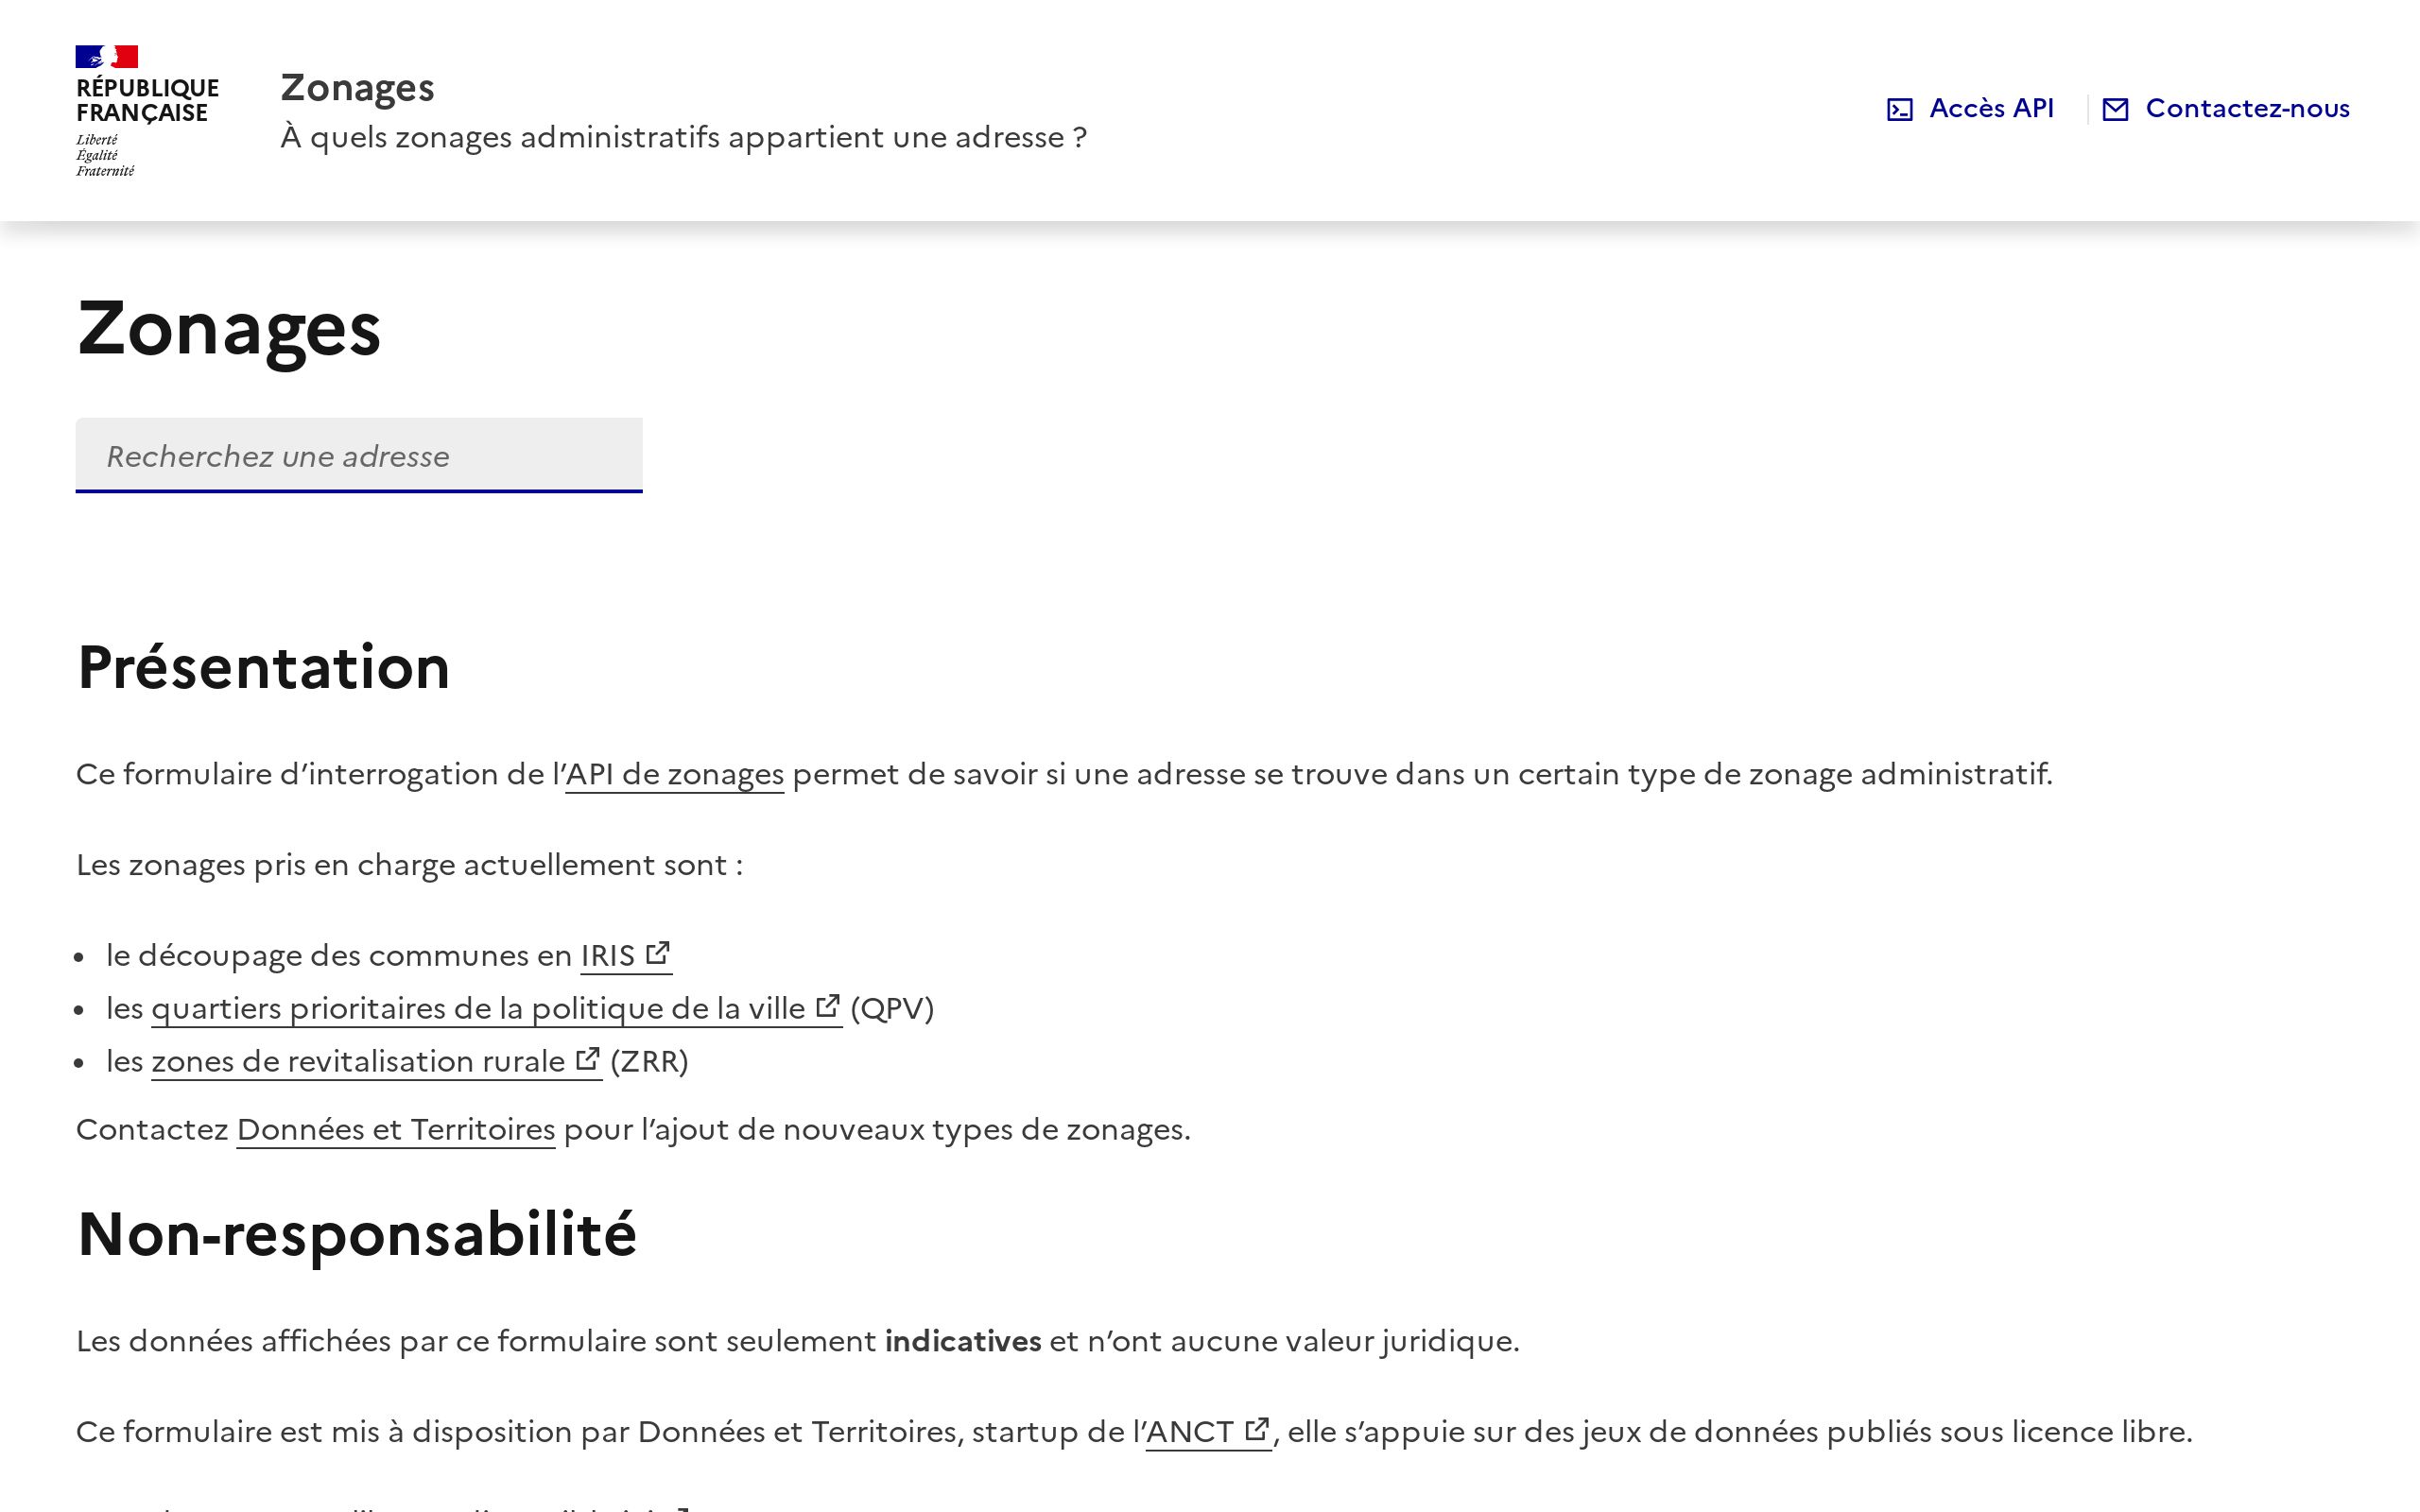 RÉPUBLIQUE
FRANÇAISE
Liberté
Égalité
Fraternité
Zonages
À quels zonages administratifs appartient une adresse ?
Accès API
Contactez-nous
Zonages
Recherchez une adresse
Présentation
Ce formulaire d’interrogation de l’API de zonages permet de savoir si une adresse se trouve dans un certain type de zonage administratif.
Les zonages pris en charge actuellement sont :
• le découpage des communes en IRIS
• les quartiers prioritaires de la politique de la ville (QPV)
• les zones de revitalisation rurale (ZRR)
Contactez Données et Territoires pour l’ajout de nouveaux types de zonages.
Non-responsabilité
Les données affichées par ce formulaire sont seulement indicatives et n’ont aucune valeur juridique.
Ce formulaire est mis à disposition par Données et Territoires, startup de l’ANCT, elle s’appuie sur des jeux de données publiés sous licence libre.